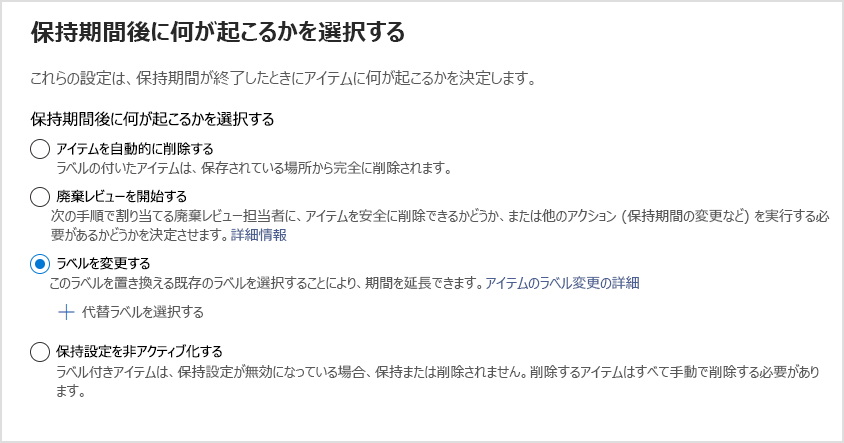 保持期間後に何が起こるかを選択する
これらの設定は、保持期間が終了したときにアイテムに何が起こるかを決定します。
保持期間後に何が起こるかを選択する
アイテムを自動的に削除する
ラベルの付いたアイテムは、保存されている場所から完全に削除されます。
廃棄レビューを開始する
次の手順で割り当てる廃棄レビュー担当者に、アイテムを安全に削除できるかどうか、または他のアクション (保持期間の変更など) を実行する必
要があるかどうかを決定させます。詳細情報
ラベルを変更する
このラベルを置き換える既存のラベルを選択することにより、期間を延長できます。アイテムのラベル変更の詳細
代替ラベルを選択する
保持設定を非アクティブ化する
ラベル付きアイテムは、保持設定が無効になっている場合、保持または削除されません。削除するアイテムはすべて手動で削除する必要があり
ます。